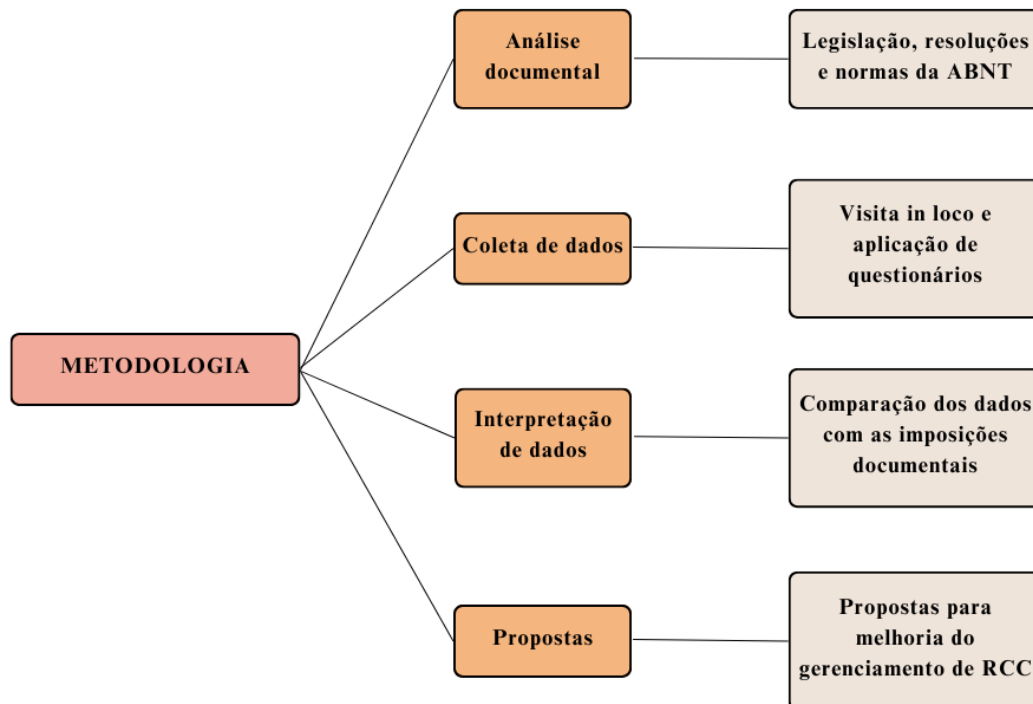 Análise
documental
Legislação, resoluções
e normas da ABNT
Coleta de dados
Visita in loco e
aplicação de
questionários
METODOLOGIA
Interpretação
de dados
Comparação dos dados
com as imposições
documentais
Propostas
Propostas para
melhoria do
gerenciamento de RCC